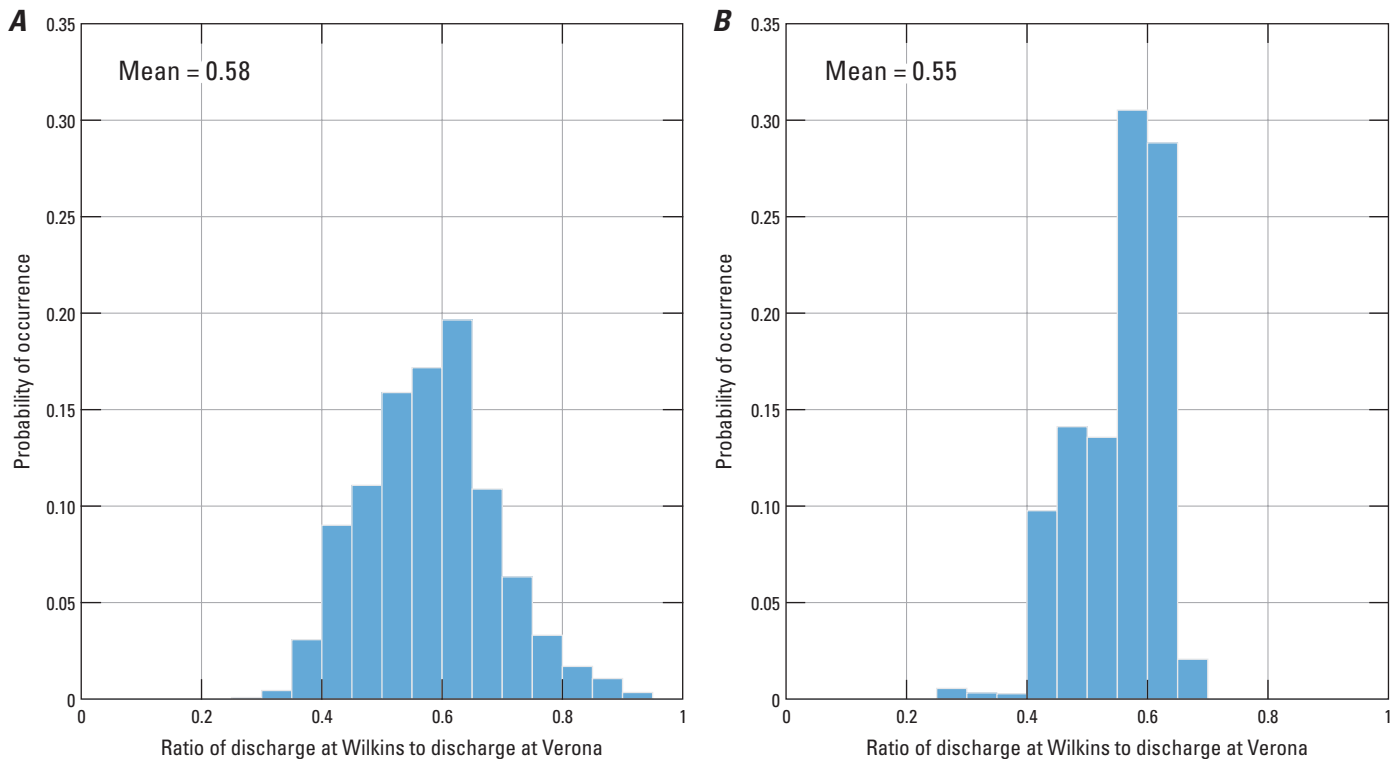 A
Mean = 0.58
0.35
0.30
0.25
0.20
0.15
0.10
0.05
0
Probability of occurrence
0 0.2 0.4 0.6 0.8 1
Ratio of discharge at Wilkins to discharge at Verona
B
Mean = 0.55
0.35
0.30
0.25
0.20
0.15
0.10
0.05
0
Probability of occurrence
0 0.2 0.4 0.6 0.8 1
Ratio of discharge at Wilkins to discharge at Verona